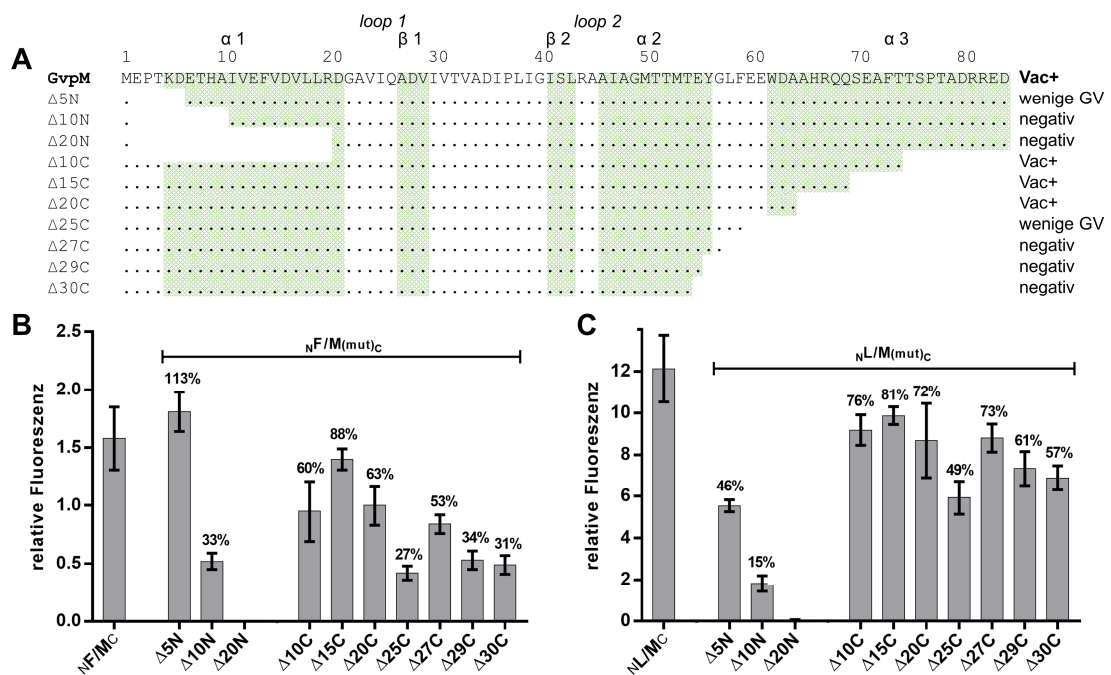 loop 1 loop 2
α 1 β 1 β 2 α 2 α 3
A 1 10 20 30 40 50 60 70 80
GvpM MEPTKDETHAIVEFVDVLLRDGAVIQADVIVTVADIPLIGISLRAAIAGMTTMTEYGLFEEWDAAHRQQSEAFTTSPTADRRED Vac+
Δ5N wenige GV
Δ10N negativ
Δ20N negativ
Δ10C Vac+
Δ15C Vac+
Δ20C Vac+
Δ25C wenige GV
Δ27C negativ
Δ29C negativ
Δ30C negativ
B
relative Fluoreszenz
2.5
2.0
1.5
1.0
0.5
0.0
NF/M(mut)C
113%
33%
60%
88%
63%
27%
53%
34%
31%
NF/MC Δ5N Δ10N Δ20N Δ10C Δ15C Δ20C Δ25C Δ27C Δ29C Δ30C
C
relative Fluoreszenz
12
10
8
6
4
2
0
NL/M(mut)C
46%
15%
76%
81%
72%
49%
73%
61%
57%
NL/MC Δ5N Δ10N Δ20N Δ10C Δ15C Δ20C Δ25C Δ27C Δ29C Δ30C